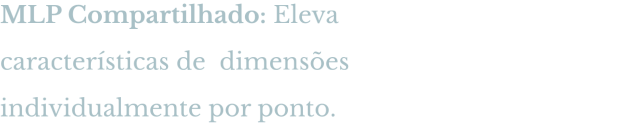 MLP Compartilhado: Eleva
características de  dimensões
individualmente por ponto.